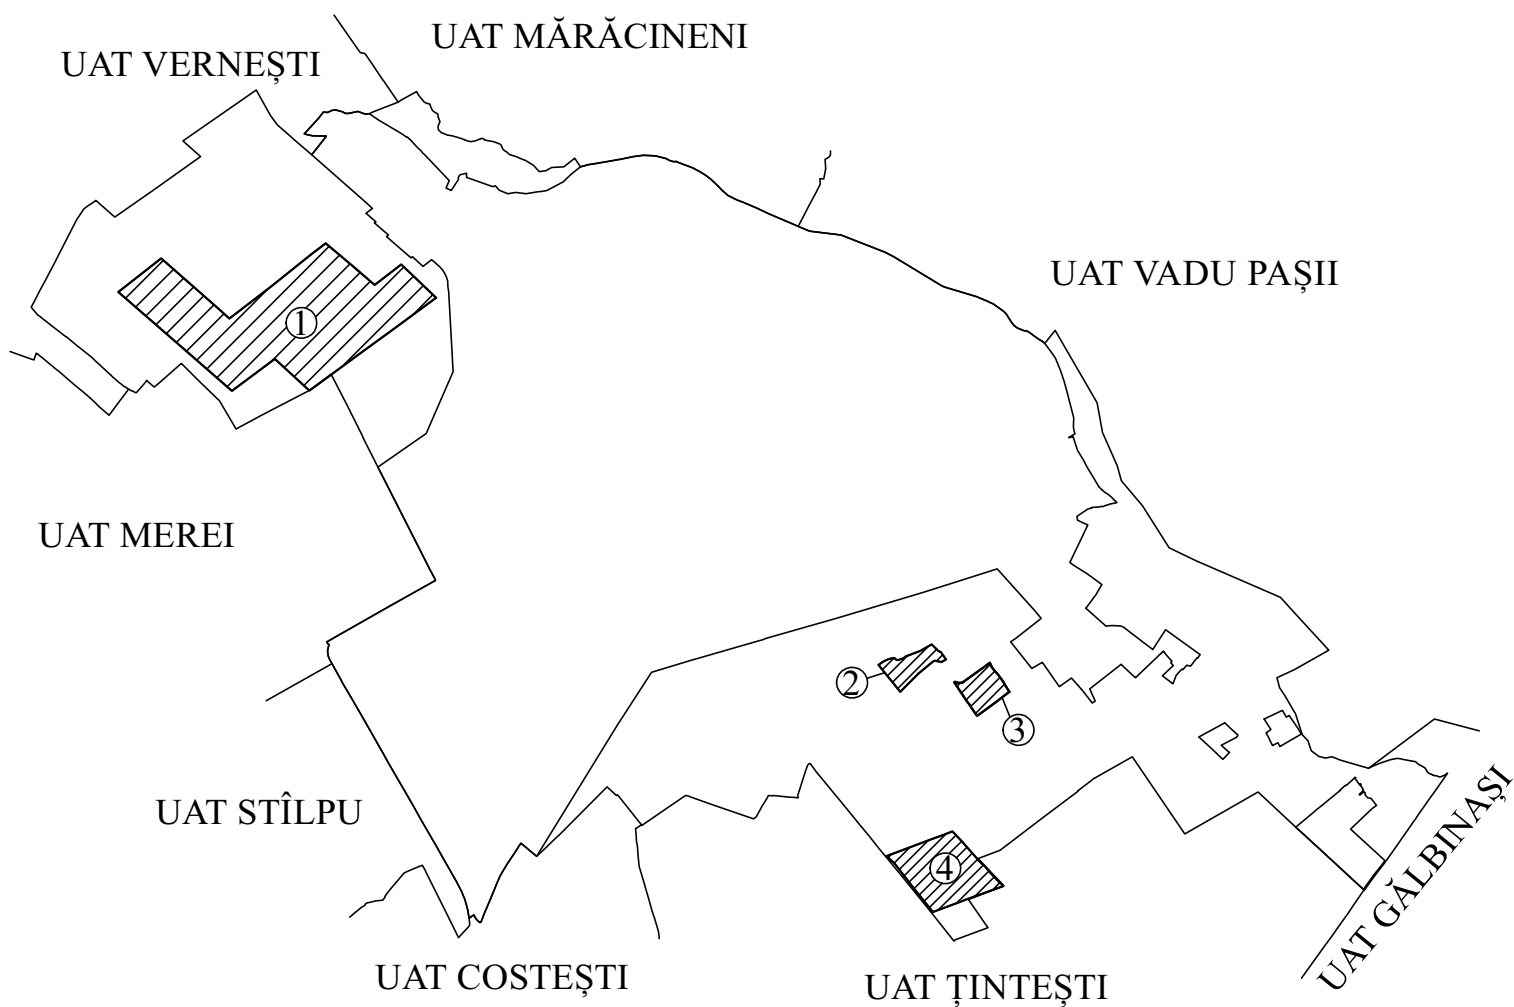 UAT MĂRĂCINENI
UAT VERNEȘTI
UAT VADU PAȘII
1
UAT MEREI
2
3
UAT STÎLPU
4
UAT GĂLBINAȘI
UAT COSTEȘTI
UAT ȚINTEȘTI